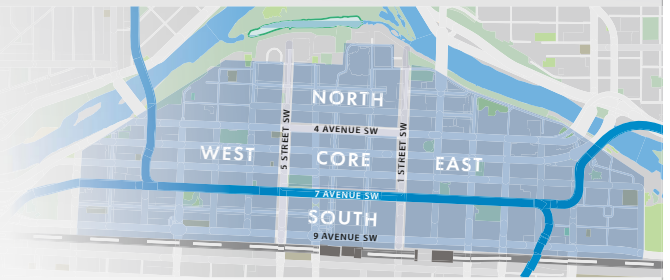 NORTH
4 AVENUE SW
5 STREET SW
1 STREET SW
WEST
CORE
EAST
7 AVENUE SW
SOUTH
9 AVENUE SW